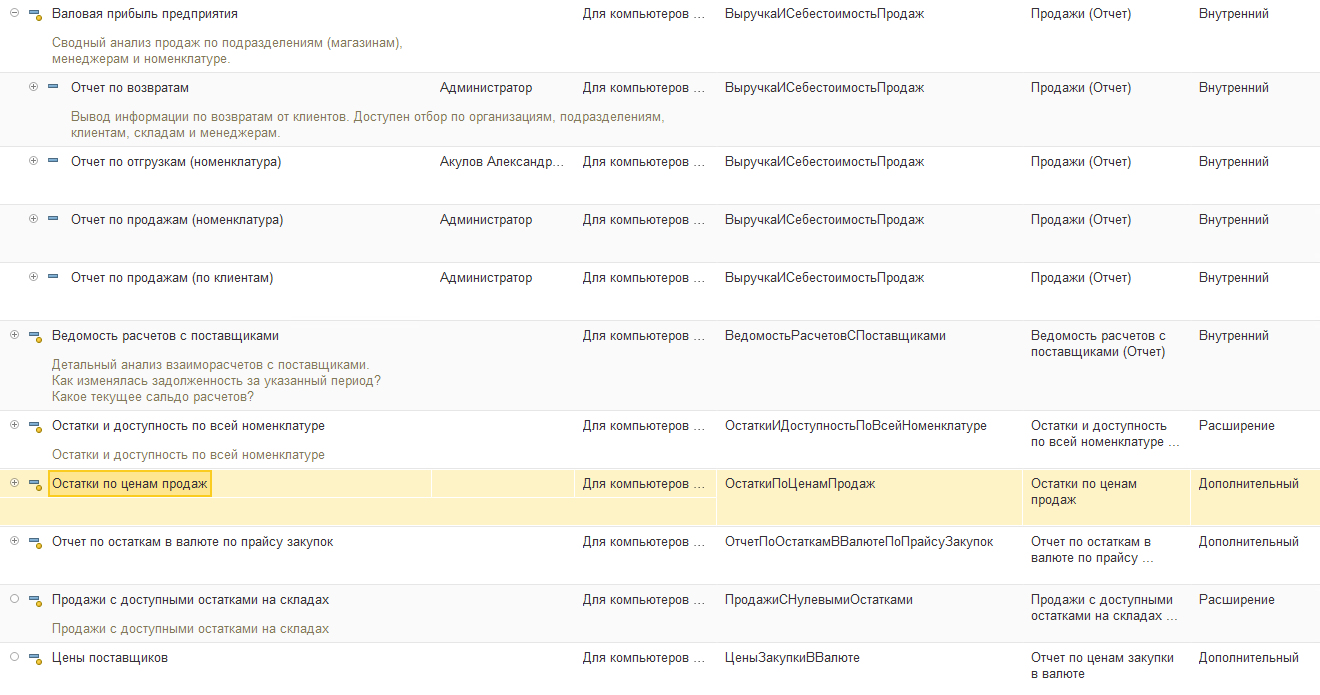 Валовая прибыль предприятия Для компьютеров ... ВыручкаИСебестоимостьПродаж Продажи (Отчет) Внутренний
Сводный анализ продаж по подразделениям (магазинам),
менеджерам и номенклатуре.
Отчет по возвратам Администратор Для компьютеров ... ВыручкаИСебестоимостьПродаж Продажи (Отчет) Внутренний
Вывод информации по возвратам от клиентов. Доступен отбор по организациям, подразделениям,
клиентам, складам и менеджерам.
Отчет по отгрузкам (номенклатура) Акулов Александр... Для компьютеров ... ВыручкаИСебестоимостьПродаж Продажи (Отчет) Внутренний
Отчет по продажам (номенклатура) Администратор Для компьютеров ... ВыручкаИСебестоимостьПродаж Продажи (Отчет) Внутренний
Отчет по продажам (по клиентам) Администратор Для компьютеров ... ВыручкаИСебестоимостьПродаж Продажи (Отчет) Внутренний
Ведомость расчетов с поставщиками Для компьютеров ... ВедомостьРасчетовСПоставщиками Ведомость расчетов с Внутренний
поставщиками (Отчет)
Детальный анализ взаиморасчетов с поставщиками.
Как изменялась задолженность за указанный период?
Какое текущее сальдо расчетов?
Остатки и доступность по всей номенклатуре Для компьютеров ... ОстаткиИДоступностьПоВсейНоменклатуре Остатки и доступность Расширение
по всей номенклатуре ...
Остатки и доступность по всей номенклатуре
Остатки по ценам продаж Для компьютеров ... ОстаткиПоЦенамПродаж Остатки по ценам Дополнительный
продаж
Отчет по остаткам в валюте по прайсу закупок Для компьютеров ... ОтчетПоОстаткамВВалютеПоПрайсуЗакупок Отчет по остаткам в Дополнительный
валюте по прайсу ...
Продажи с доступными остатками на складах Для компьютеров ... ПродажиСНулевымиОстатками Продажи с доступными Расширение
остатками на складах ...
Продажи с доступными остатками на складах
Цены поставщиков Для компьютеров ... ЦеныЗакупкиВВалюте Отчет по ценам закупки Дополнительный
в валюте